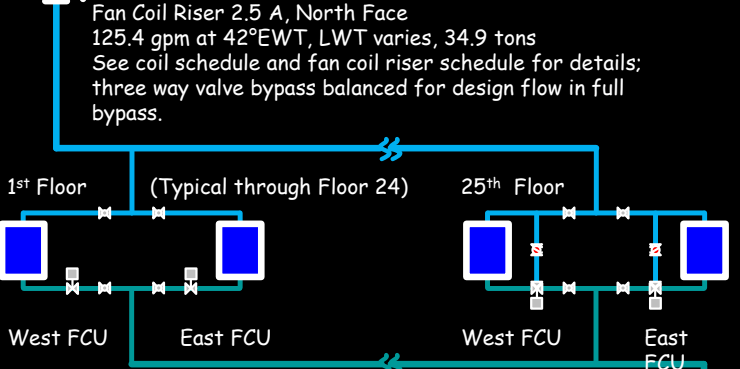 Fan Coil Riser 2.5 A, North Face
125.4 gpm at 42°EWT, LWT varies, 34.9 tons
See coil schedule and fan coil riser schedule for details;
three way valve bypass balanced for design flow in full
bypass.
1st Floor
(Typical through Floor 24)
25th Floor
West FCU
East FCU
West FCU
East
FCU